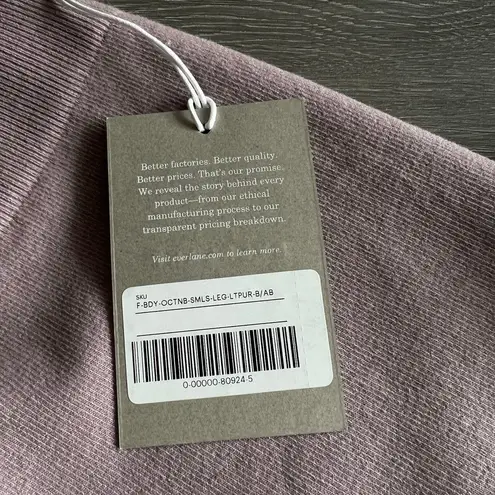 Better factories. Better quality.
Better prices. That's our promise.
We reveal the story behind every
product—from our ethical
manufacturing process to our
transparent pricing breakdown.
Visit everlane.com to learn more.
SKU
F-BDY-OCTNB-SMLS-LEG-LTPUR-B/AB
0-00000-80924-5